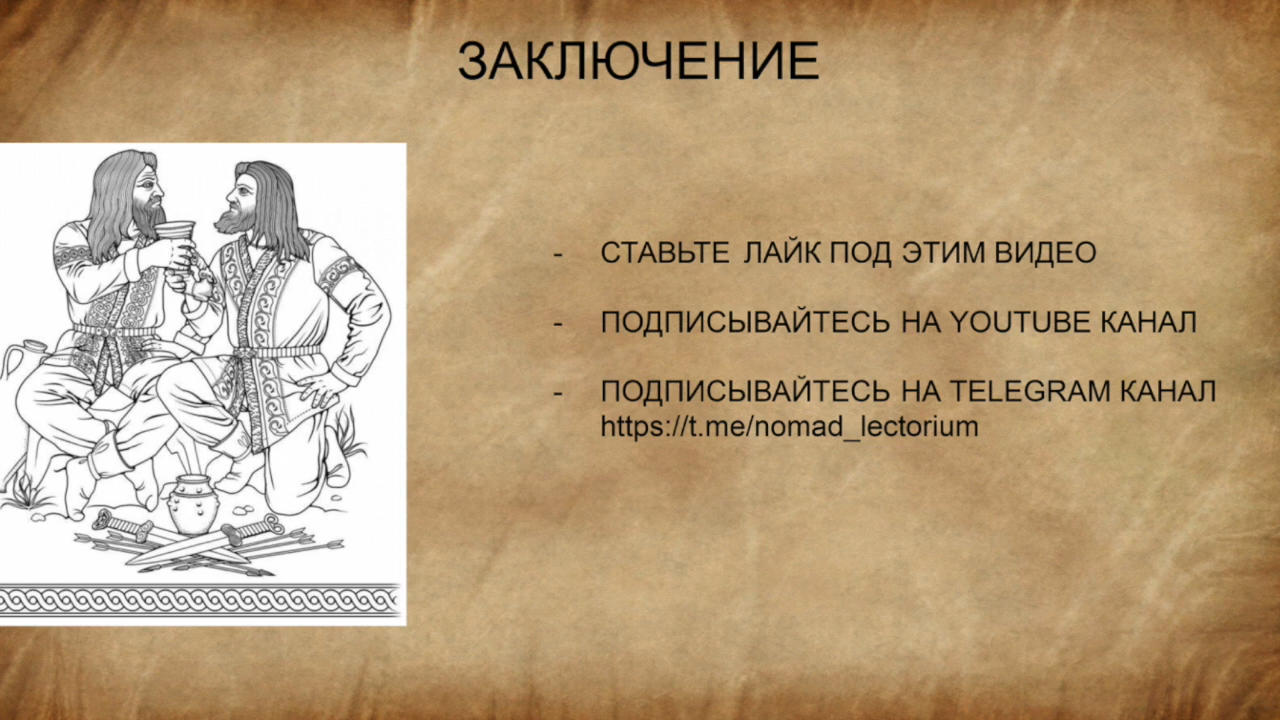 ЗАКЛЮЧЕНИЕ
- СТАВЬТЕ ЛАЙК ПОД ЭТИМ ВИДЕО
- ПОДПИСЫВАЙТЕСЬ НА YOUTUBE КАНАЛ
- ПОДПИСЫВАЙТЕСЬ НА TELEGRAM КАНАЛ
https://t.me/nomad_lectorium